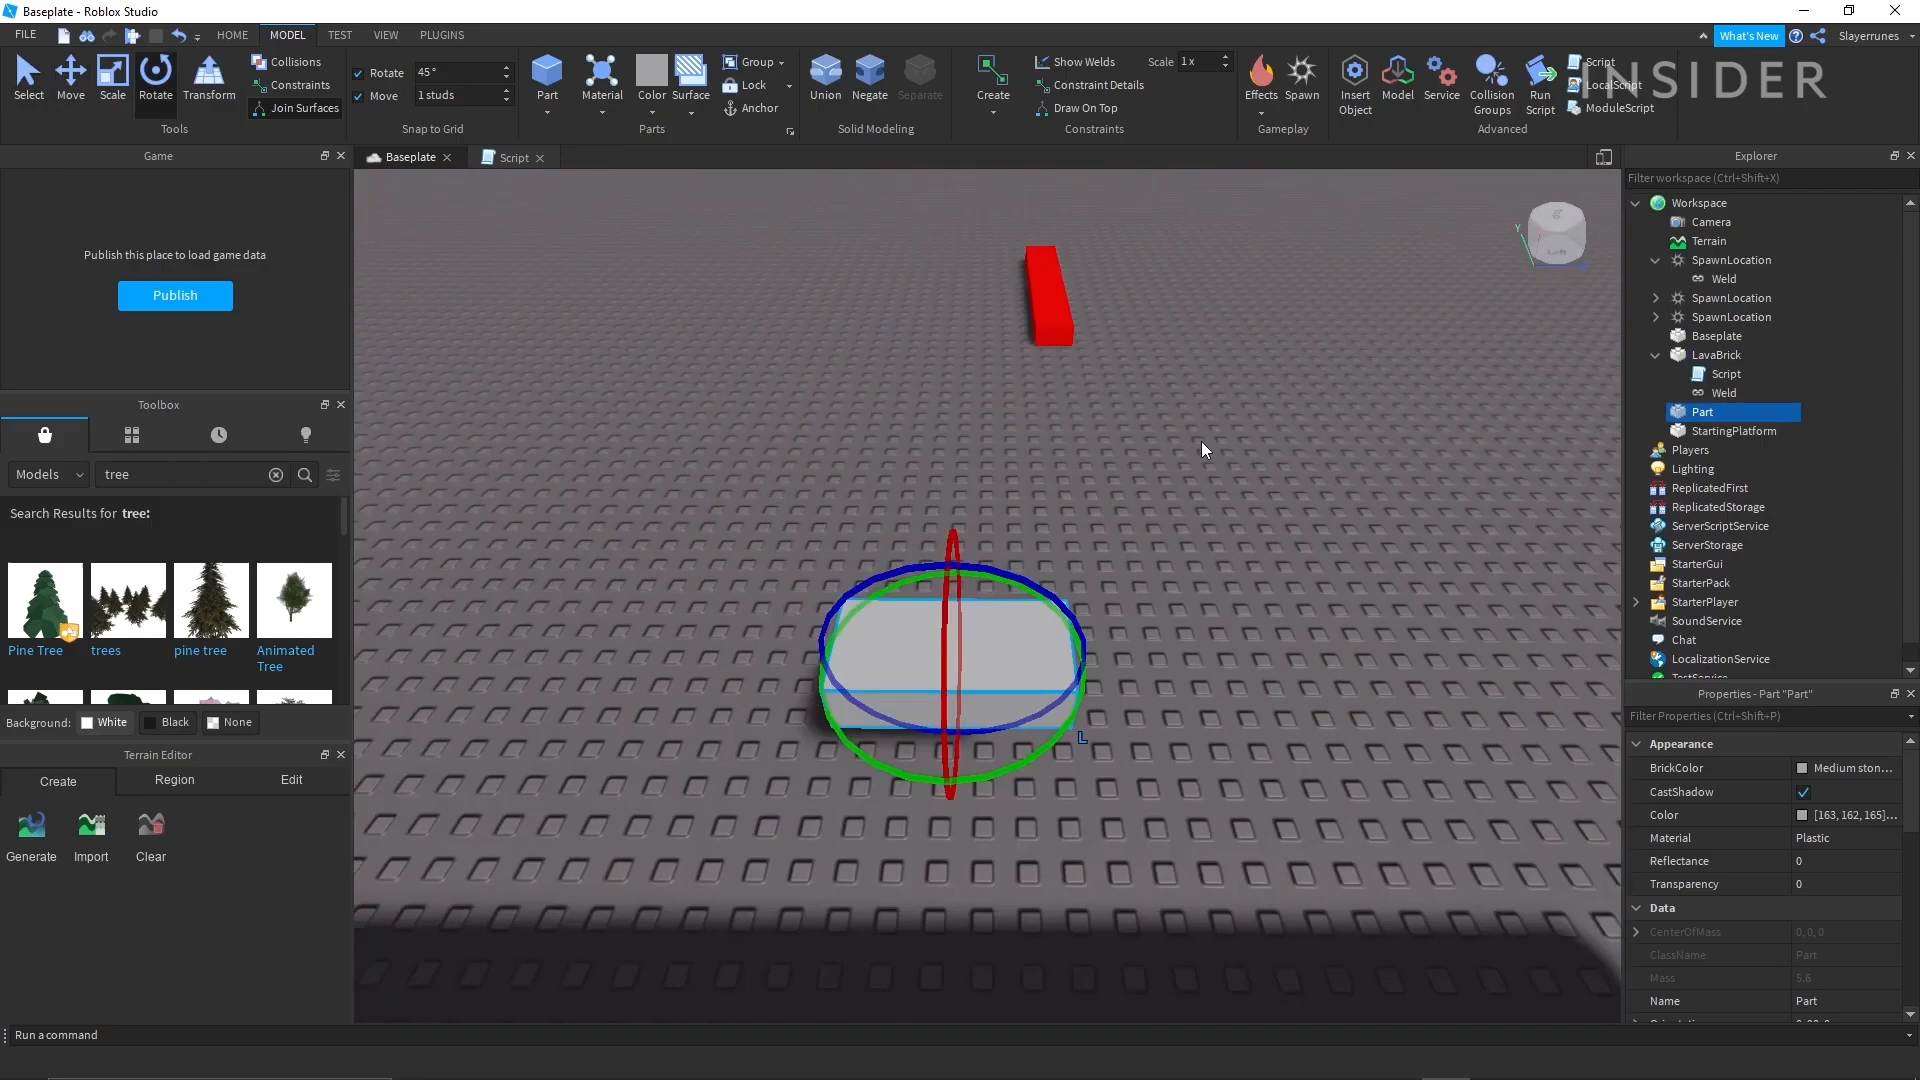 Baseplate - Roblox Studio
FILE
HOME
MODEL
TEST
VIEW
PLUGINS
What's New
Slayerrunes
Select
Move
Scale
Rotate
Transform
Collisions
Constraints
Join Surfaces
Tools
Rotate
45°
Move
1 studs
Snap to Grid
Part
Material
Color
Surface
Group
Lock
Anchor
Parts
Union
Negate
Separate
Solid Modeling
Create
Show Welds
Scale
1 x
Constraint Details
Draw On Top
Constraints
Effects
Spawn
Gameplay
Insert
Object
Model
Service
Collision
Groups
Run
Script
Script
LocalScript
ModuleScript
Advanced
INSIDER
Game
Baseplate
Script
Publish this place to load game data
Publish
Toolbox
Models
tree
Search Results for tree:
Pine Tree
trees
pine tree
Animated
Tree
Background:
White
Black
None
Terrain Editor
Create
Region
Edit
Generate
Import
Clear
Y
Left
L
Explorer
Filter workspace (Ctrl+Shift+X)
Workspace
Camera
Terrain
SpawnLocation
Weld
SpawnLocation
SpawnLocation
Baseplate
LavaBrick
Script
Weld
Part
StartingPlatform
Players
Lighting
ReplicatedFirst
ReplicatedStorage
ServerScriptService
ServerStorage
StarterGui
StarterPack
StarterPlayer
SoundService
Chat
LocalizationService
TestService
Properties - Part "Part"
Filter Properties (Ctrl+Shift+P)
Appearance
BrickColor
Medium ston...
CastShadow
Color
[163, 162, 165]...
Material
Plastic
Reflectance
0
Transparency
0
Data
CenterOfMass
0, 0, 0
ClassName
Part
Mass
5.6
Name
Part
Run a command